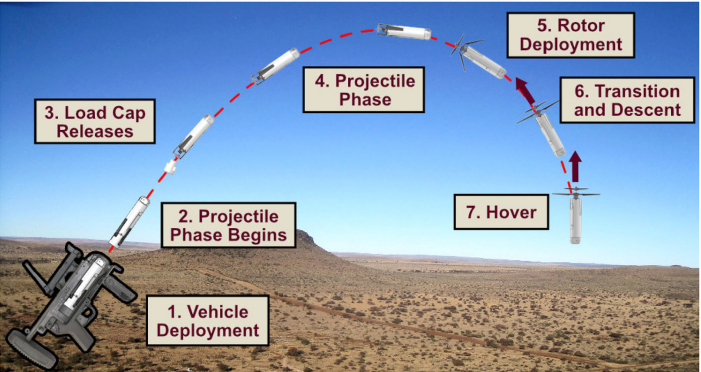 1. Vehicle
Deployment
2. Projectile
Phase Begins
3. Load Cap
Releases
4. Projectile
Phase
5. Rotor
Deployment
6. Transition
and Descent
7. Hover